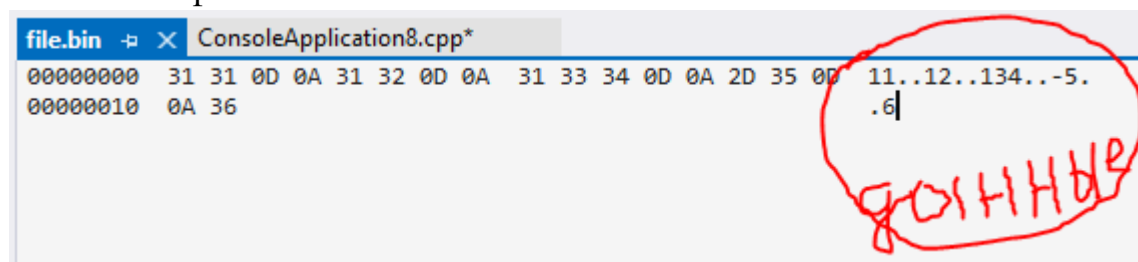 file.bin ConsoleApplication8.cpp*
00000000 31 31 0D 0A 31 32 0D 0A 31 33 34 0D 0A 2D 35 0D 11..12..134..-5.
00000010 0A 36 .6
данные